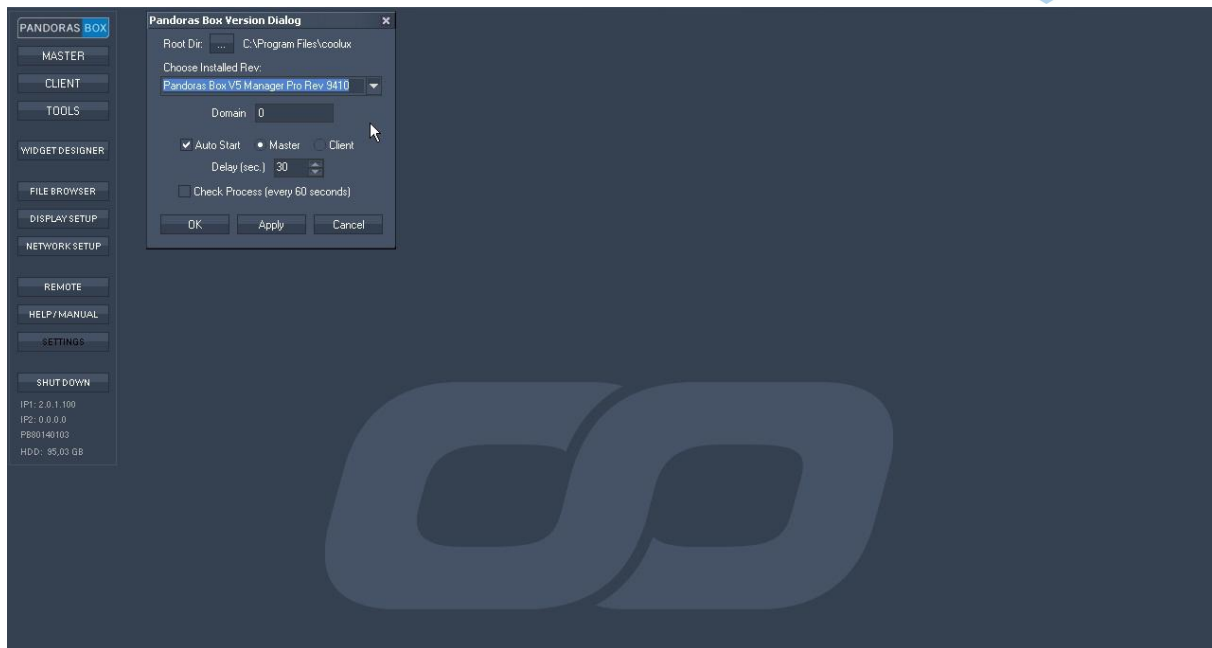 PANDORAS BOX
MASTER
CLIENT
TOOLS
WIDGET DESIGNER
FILE BROWSER
DISPLAY SETUP
NETWORK SETUP
REMOTE
HELP / MANUAL
SETTINGS
SHUT DOWN
IP1: 2.0.1.100
IP2: 0.0.0.0
PB80140103
HDD: 95,03 GB
Pandoras Box Version Dialog x
Root Dir: ... C:\Program Files\coolux
Choose Installed Rev:
Pandoras Box V5 Manager Pro Rev 9410
Domain 0
Auto Start Master Client
Delay (sec.) 30
Check Process (every 60 seconds)
OK Apply Cancel